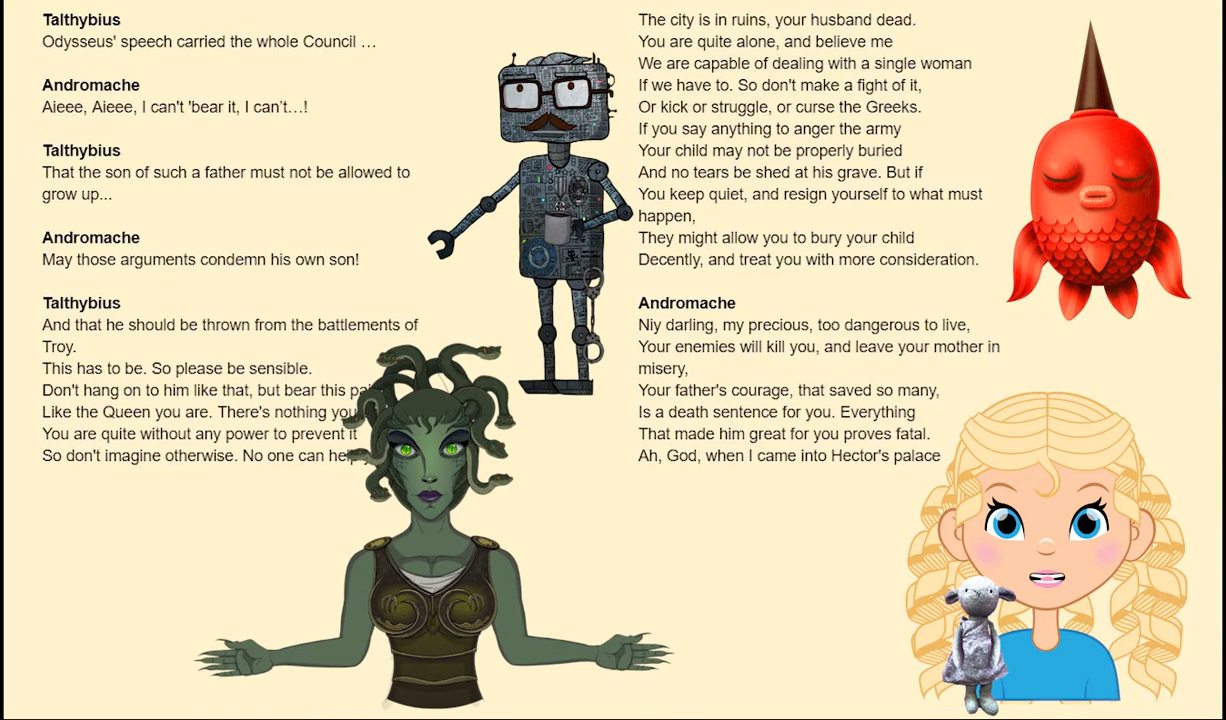 Talthybius
Odysseus' speech carried the whole Council …
Andromache
Aieee, Aieee, I can't 'bear it, I can't…!
Talthybius
That the son of such a father must not be allowed to
grow up...
Andromache
May those arguments condemn his own son!
Talthybius
And that he should be thrown from the battlements of
Troy.
This has to be. So please be sensible.
Don't hang on to him like that, but bear this
Like the Queen you are. There's nothing you
You are quite without any power to prevent it
So don't imagine otherwise. No one can
The city is in ruins, your husband dead.
You are quite alone, and believe me
We are capable of dealing with a single woman
If we have to. So don't make a fight of it,
Or kick or struggle, or curse the Greeks.
If you say anything to anger the army
Your child may not be properly buried
And no tears be shed at his grave. But if
You keep quiet, and resign yourself to what must
happen,
They might allow you to bury your child
Decently, and treat you with more consideration.
Andromache
Niy darling, my precious, too dangerous to live,
Your enemies will kill you, and leave your mother in
misery,
Your father's courage, that saved so many,
Is a death sentence for you. Everything
That made him great for you proves fatal.
Ah, God, when I came into Hector's palace